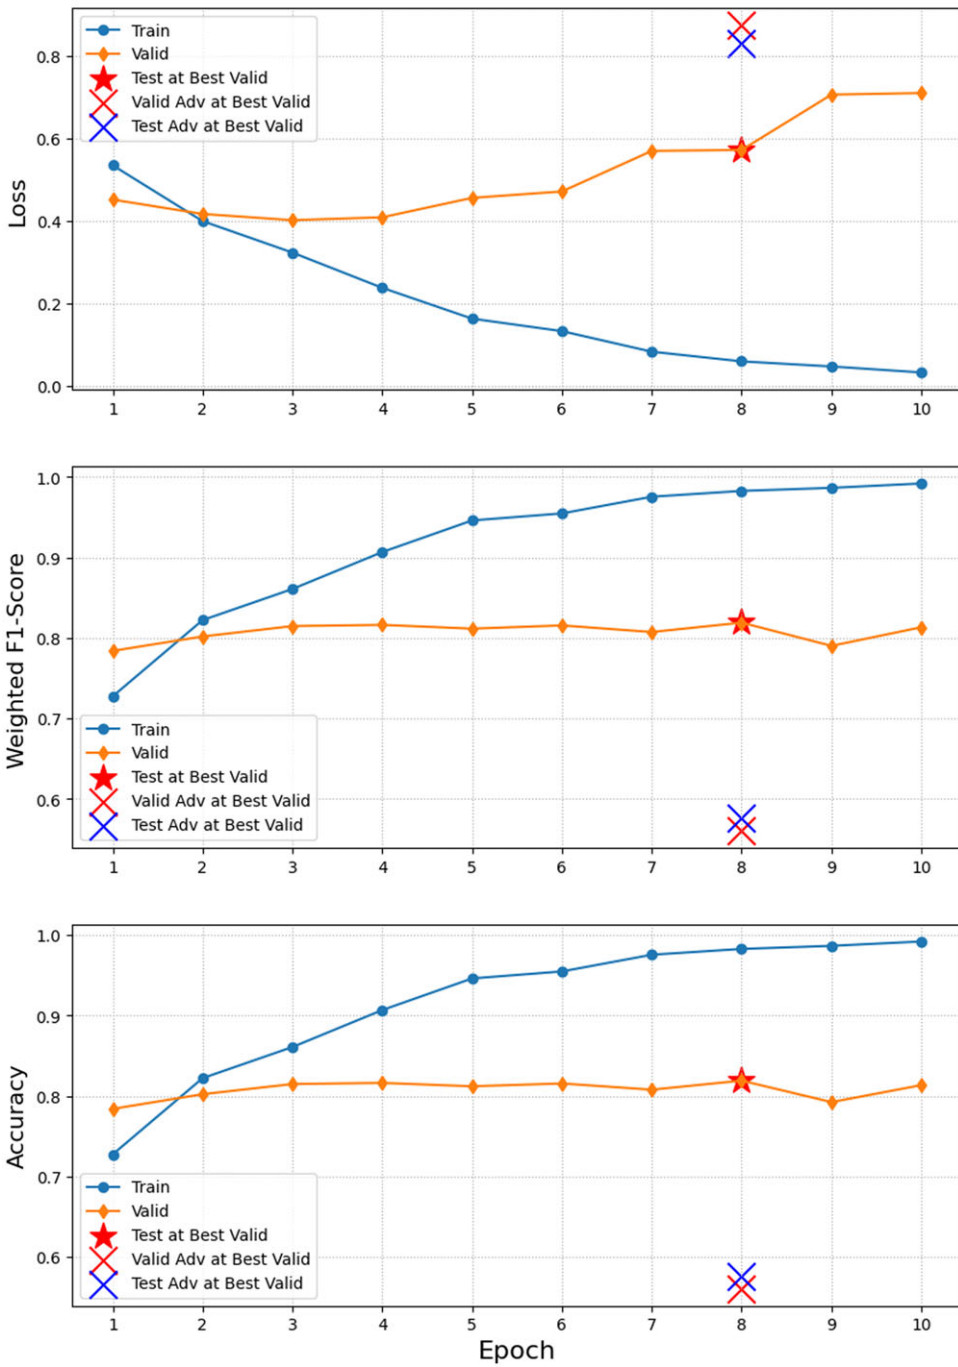 Train
Valid
Test at Best Valid
Valid Adv at Best Valid
Test Adv at Best Valid
0.8
0.6
0.4
0.2
0.0
Loss
1 2 3 4 5 6 7 8 9 10
1.0
0.9
0.8
0.7
0.6
Weighted F1-Score
Train
Valid
Test at Best Valid
Valid Adv at Best Valid
Test Adv at Best Valid
1 2 3 4 5 6 7 8 9 10
1.0
0.9
0.8
0.7
0.6
Accuracy
Train
Valid
Test at Best Valid
Valid Adv at Best Valid
Test Adv at Best Valid
1 2 3 4 5 6 7 8 9 10
Epoch